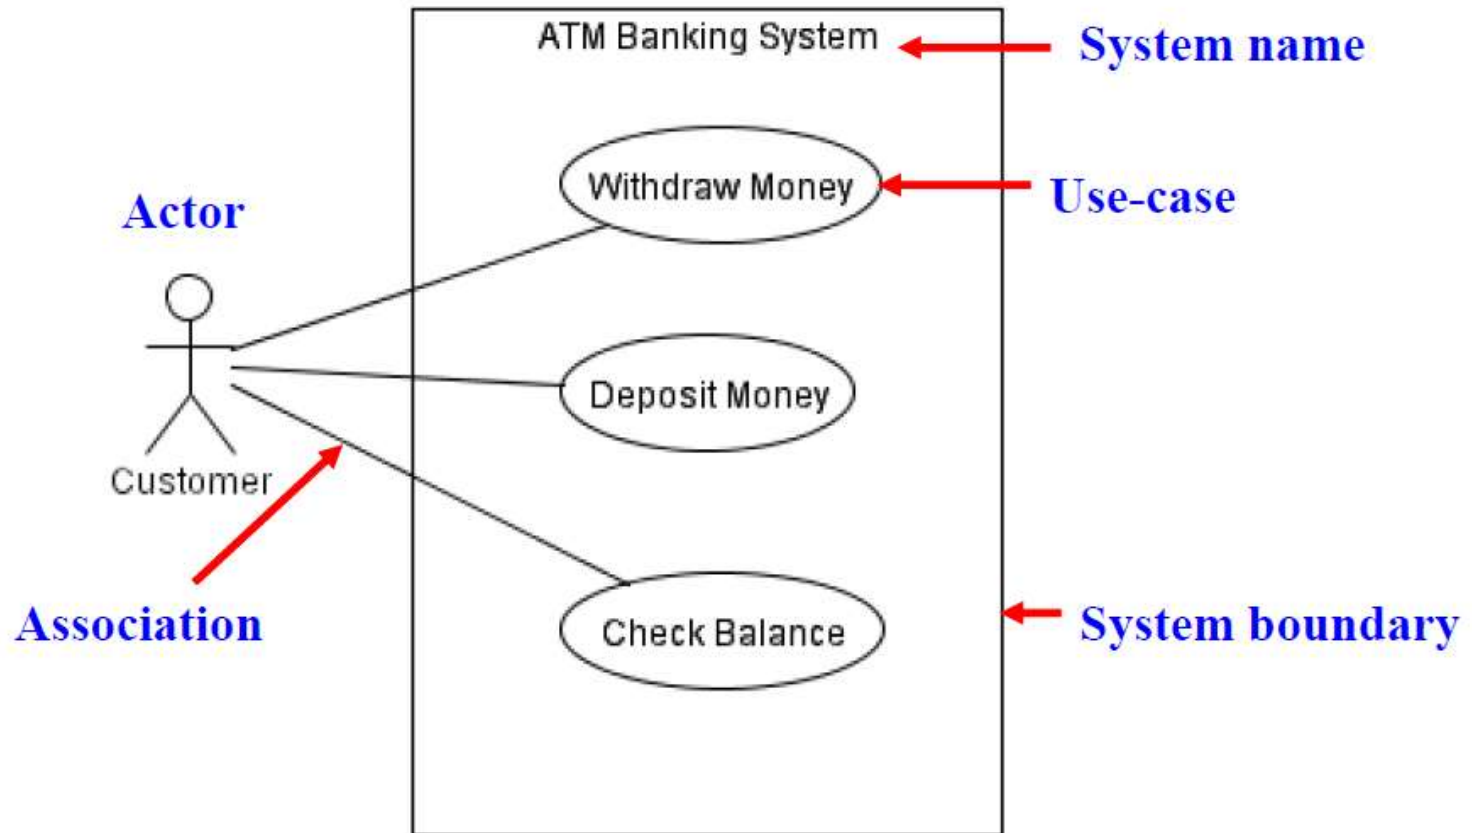 ATM Banking System
System name
Withdraw Money
Use-case
Actor
Deposit Money
Customer
Association
Check Balance
System boundary